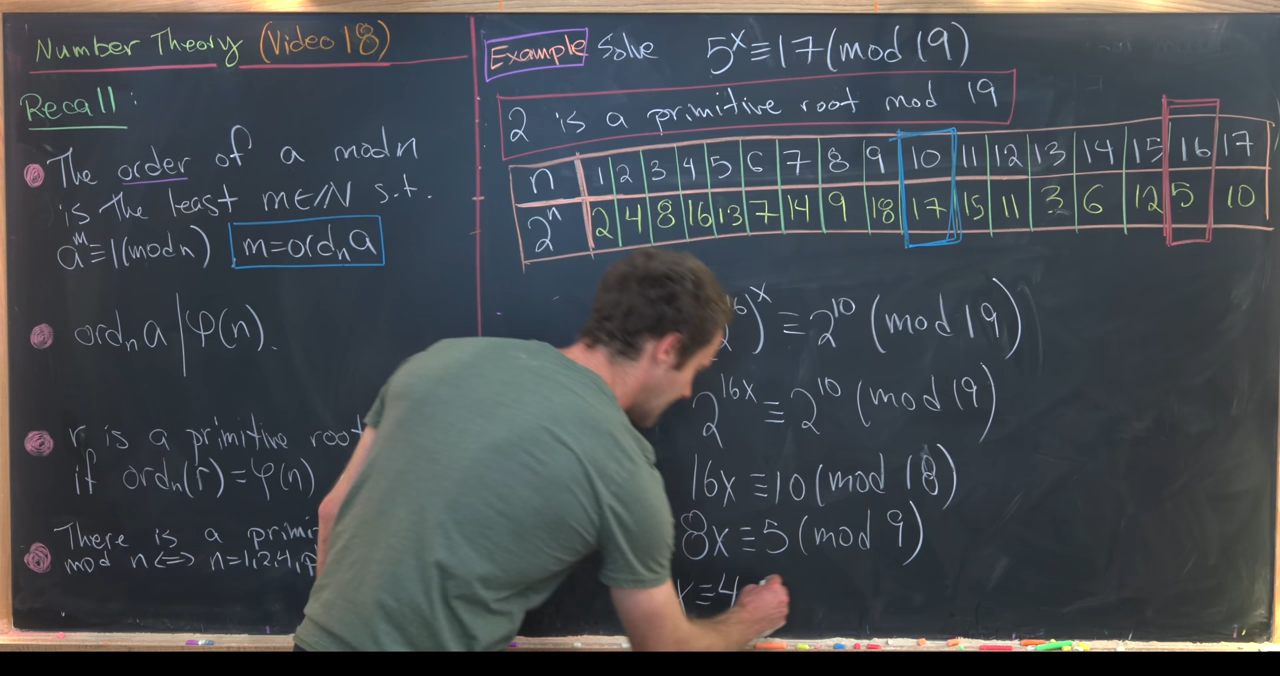 Number Theory (Video 18)
Recall:
The order of a mod n
is the least m∈ℕ s.t.
a^m≡1(mod n) m=ord_n a
ord_n a | φ(n).
r is a primitive root
if ord_n(r)=φ(n)
There is a
mod n ⟺ n=1,2,4,
Example Solve 5^x≡17(mod 19)
2 is a primitive root mod 19
n 1 2 3 4 5 6 7 8 9 10 11 12 13 14 15 16 17
2^n 2 4 8 16 13 7 14 9 18 17 15 11 3 6 12 5 10
)^x ≡ 2^10 (mod 19)
2^16x ≡ 2^10 (mod 19)
16x ≡ 10 (mod 18)
8x ≡ 5 (mod 9)
x ≡ 4